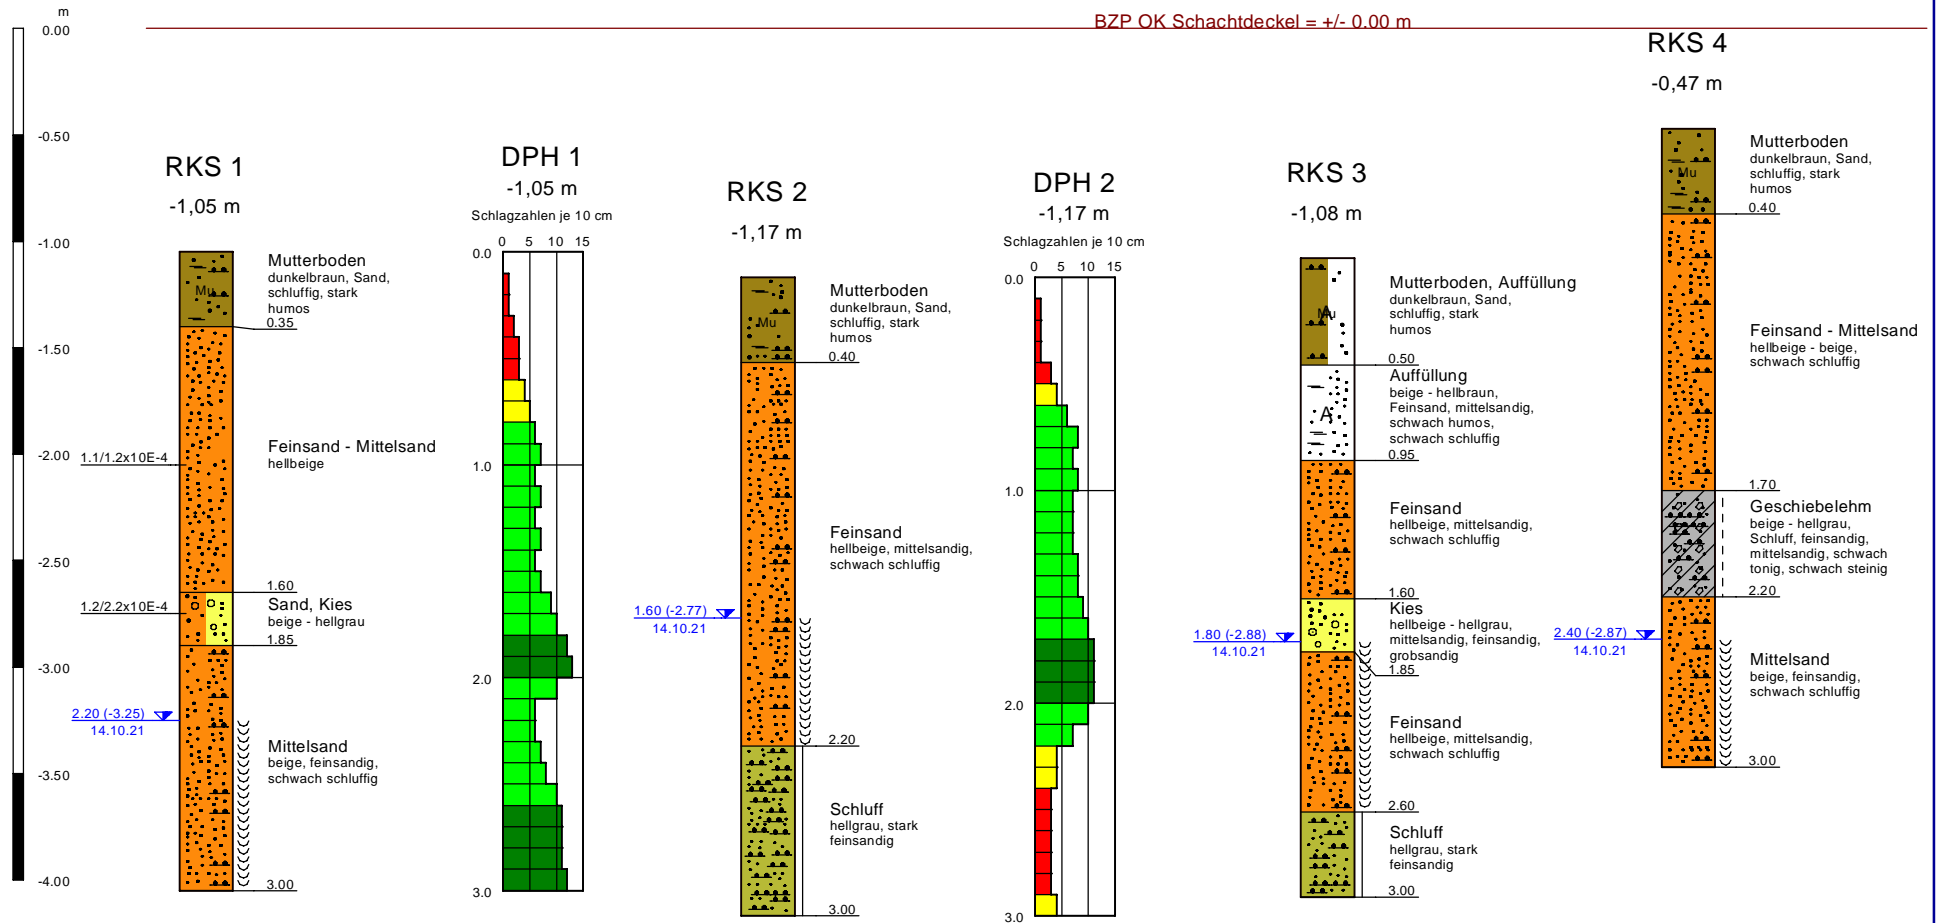 m
0.00
-0.50
-1.00
-1.50
-2.00
-2.50
-3.00
-3.50
-4.00
BZP OK Schachtdeckel = +/- 0.00 m
RKS 1
-1,05 m
Mu
Mutterboden
dunkelbraun, Sand,
schluffig, stark
humos
0.35
Feinsand - Mittelsand
hellbeige
1.1/1.2x10E-4
1.60
Sand, Kies
beige - hellgrau
1.2/2.2x10E-4
1.85
2.20 (-3.25)
14.10.21
Mittelsand
beige, feinsandig,
schwach schluffig
3.00
DPH 1
-1,05 m
Schlagzahlen je 10 cm
0 5 10 15
0.0
1.0
2.0
3.0
RKS 2
-1,17 m
Mu
Mutterboden
dunkelbraun, Sand,
schluffig, stark
humos
0.40
Feinsand
hellbeige, mittelsandig,
schwach schluffig
1.60 (-2.77)
14.10.21
2.20
Schluff
hellgrau, stark
feinsandig
3.00
DPH 2
-1,17 m
Schlagzahlen je 10 cm
0 5 10 15
0.0
1.0
2.0
3.0
RKS 3
-1,08 m
Mu A
Mutterboden, Auffüllung
dunkelbraun, Sand,
schluffig, stark
humos
0.50
A
Auffüllung
beige - hellbraun,
Feinsand, mittelsandig,
schwach humos,
schwach schluffig
0.95
Feinsand
hellbeige, mittelsandig,
schwach schluffig
1.60
Kies
hellbeige - hellgrau,
mittelsandig, feinsandig,
grobsandig
1.85
1.80 (-2.88)
14.10.21
Feinsand
hellbeige, mittelsandig,
schwach schluffig
2.60
Schluff
hellgrau, stark
feinsandig
3.00
RKS 4
-0,47 m
Mu
Mutterboden
dunkelbraun, Sand,
schluffig, stark
humos
0.40
Feinsand - Mittelsand
hellbeige - beige,
schwach schluffig
1.70
Geschiebelehm
beige - hellgrau,
Schluff, feinsandig,
mittelsandig, schwach
tonig, schwach steinig
2.20
2.40 (-2.87)
14.10.21
Mittelsand
beige, feinsandig,
schwach schluffig
3.00